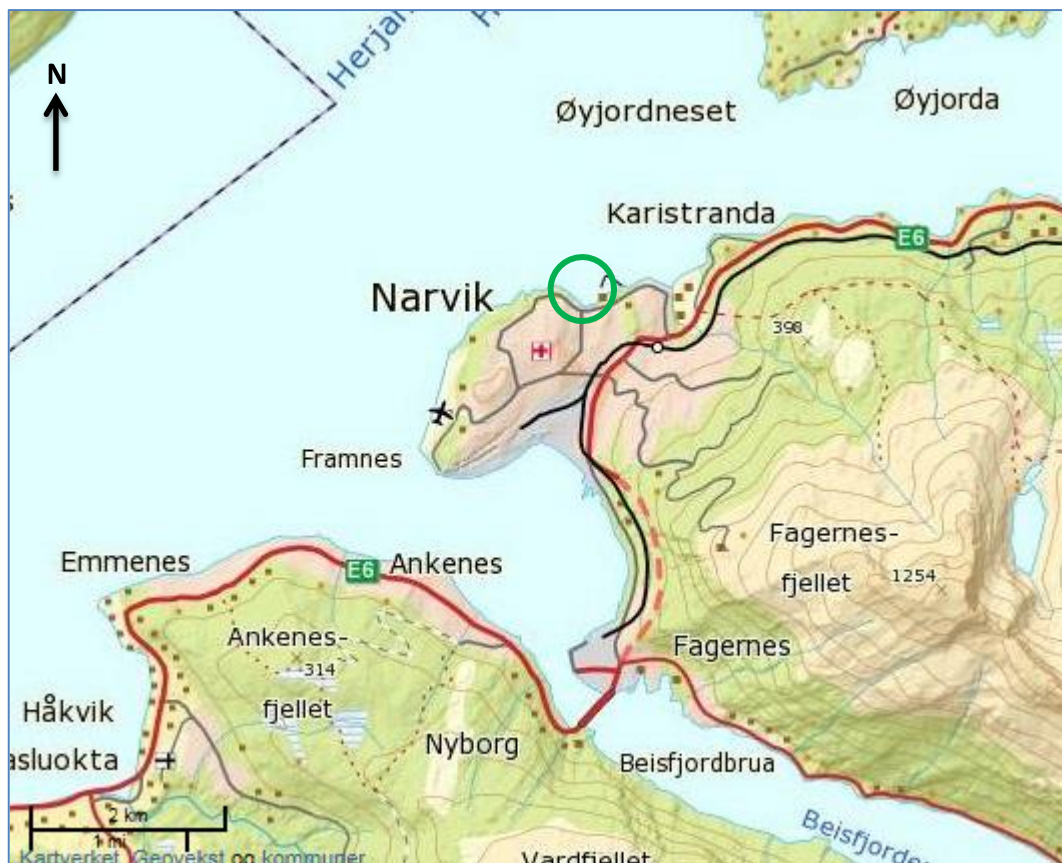 Herjan
N
Øyjordneset
Øyjorda
Karistranda
E6
Narvik
398
Framnes
Emmenes
E6
Ankenes
Fagernes-
fjellet
1254
Ankenes-
314
fjellet
Fagernes
Håkvik
Nyborg
asluokta
Beisfjordbrua
2 km
1 mi
Beisfjorden
Kartverket, Geovekst og kommuner
Vardfjellet